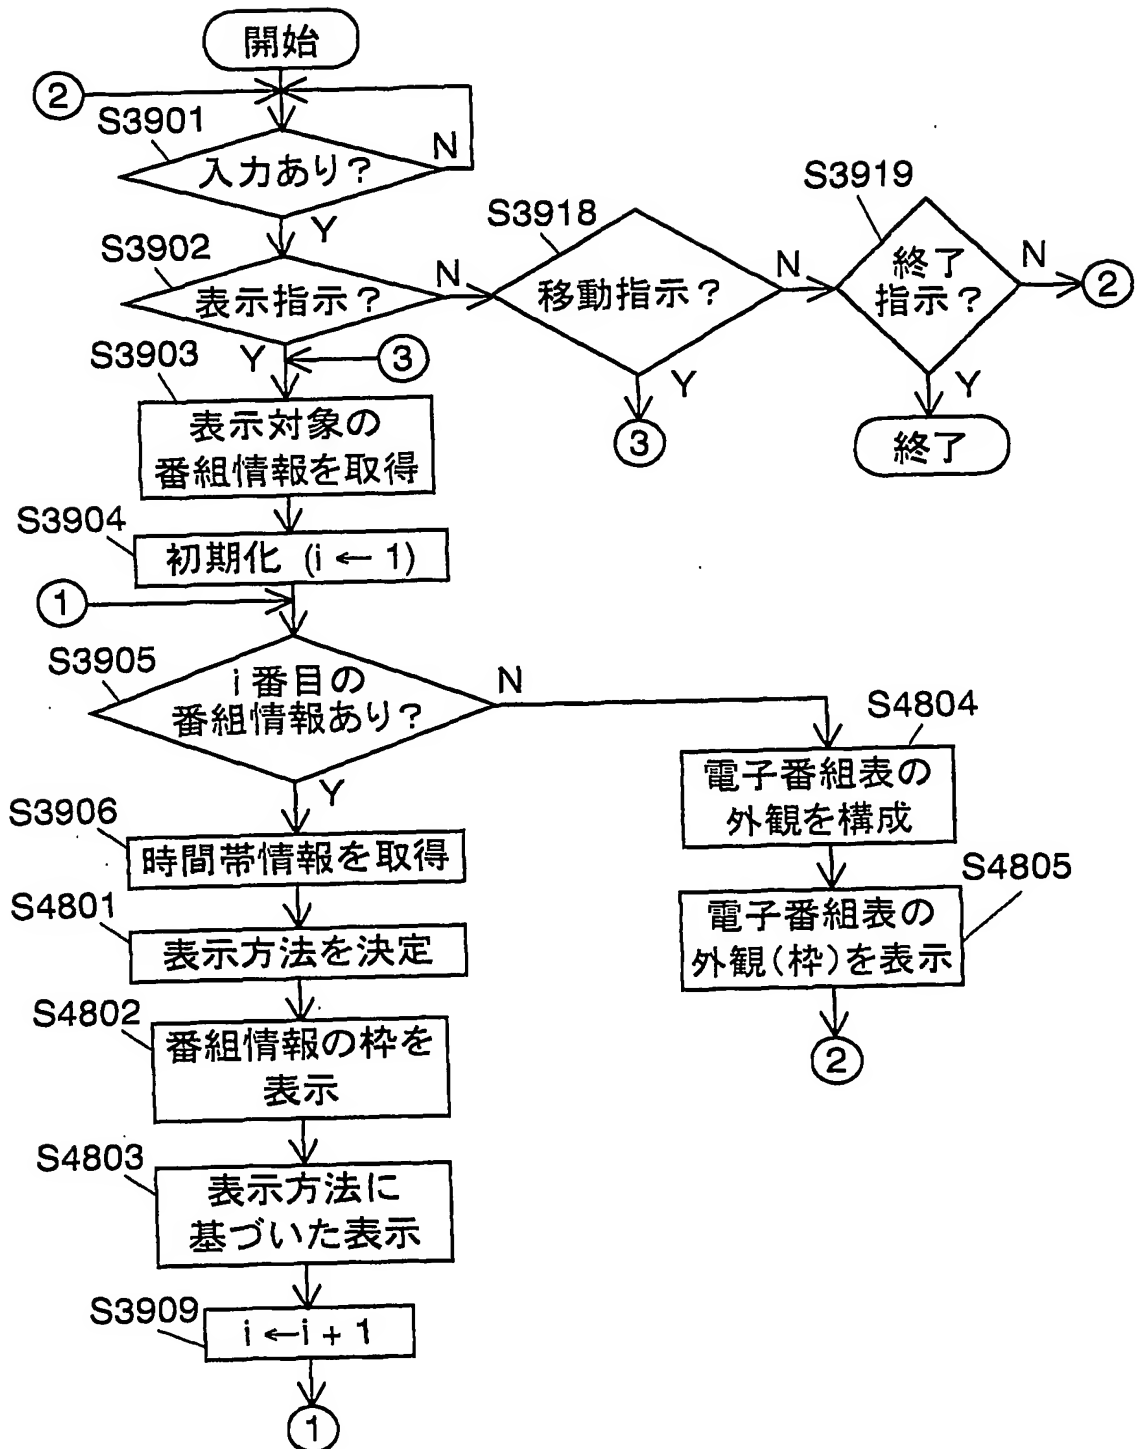 開始
②
S3901
入力あり?
N
Y
S3902
表示指示?
N
Y
S3918
移動指示?
N
Y
③
S3919
終了
指示?
N
②
Y
終了
S3903
③
表示対象の
番組情報を取得
S3904
初期化 (i ← 1)
①
S3905
i 番目の
番組情報あり?
N
Y
S3906
時間帯情報を取得
S4801
表示方法を決定
S4802
番組情報の枠を
表示
S4803
表示方法に
基づいた表示
S3909
i ← i + 1
①
S4804
電子番組表の
外観を構成
S4805
電子番組表の
外観(枠)を表示
②